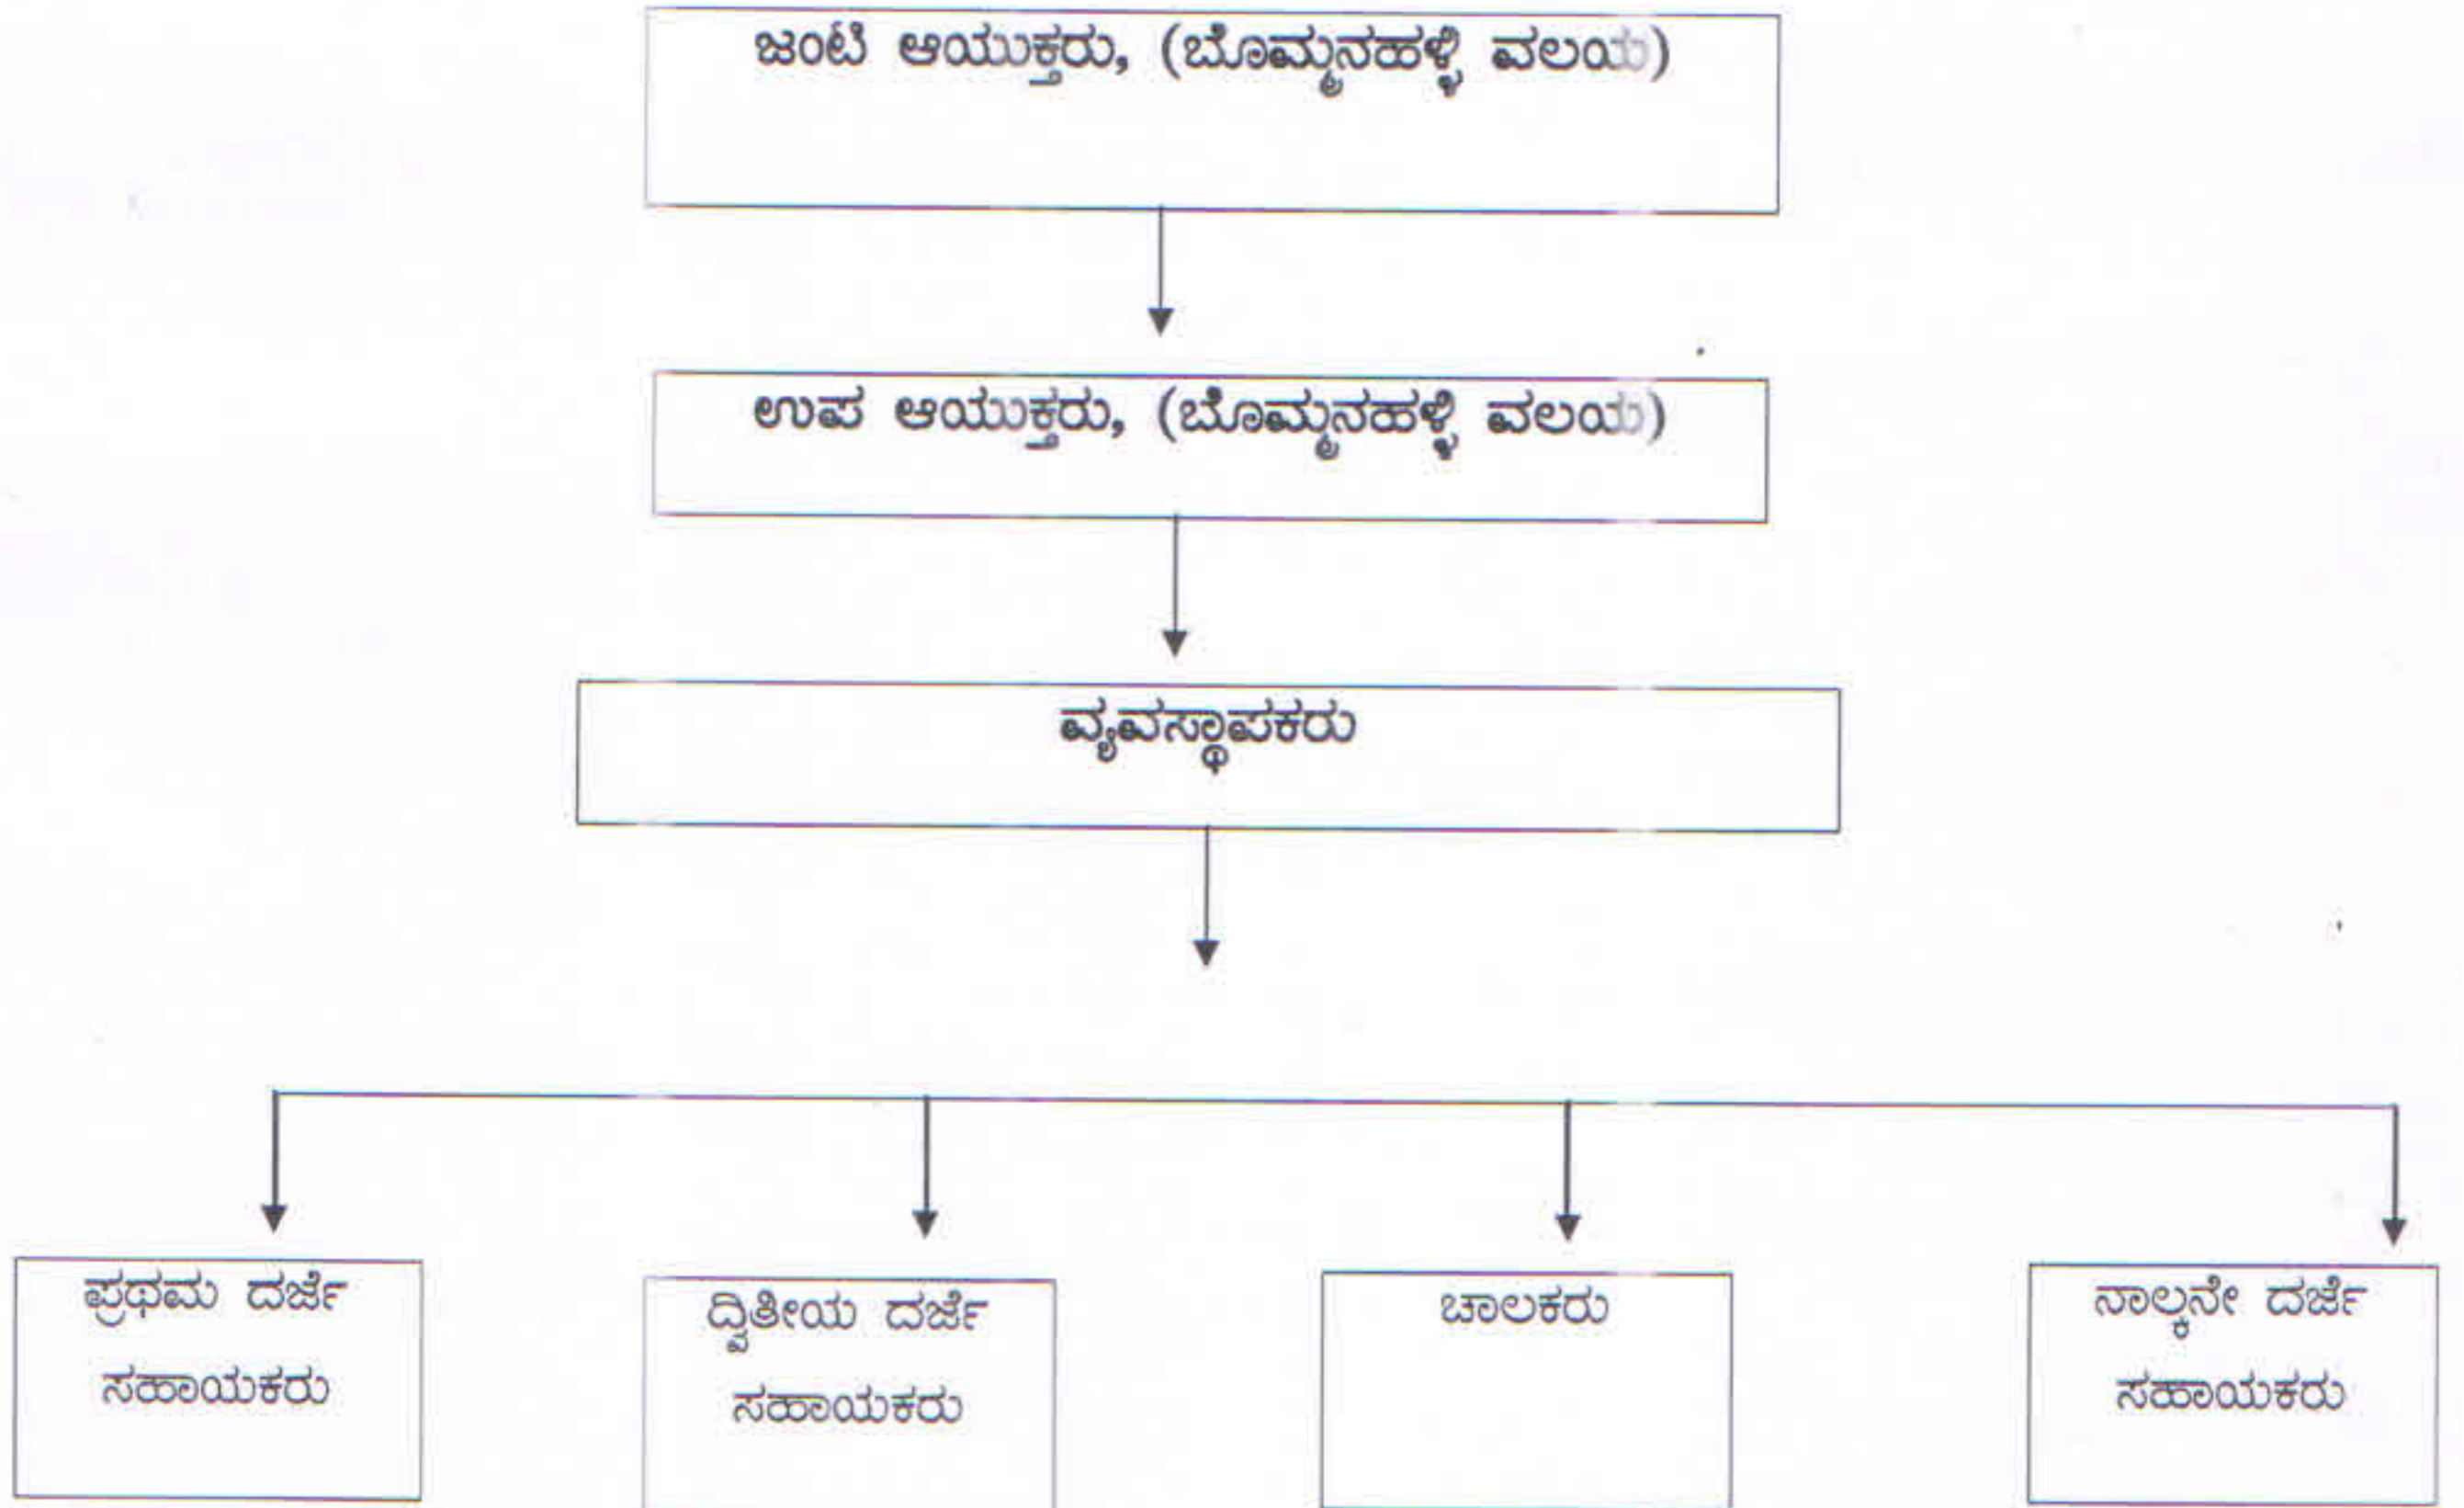 ಜಂಟಿ ಆಯುಕ್ತರು, (ಬೊಮ್ಮನಹಳ್ಳಿ ವಲಯ)
ಉಪ ಆಯುಕ್ತರು, (ಬೊಮ್ಮನಹಳ್ಳಿ ವಲಯ)
ವ್ಯವಸ್ಥಾಪಕರು
ಪ್ರಥಮ ದರ್ಜೆ
ಸಹಾಯಕರು
ದ್ವಿತೀಯ ದರ್ಜೆ
ಸಹಾಯಕರು
ಚಾಲಕರು
ನಾಲ್ಕನೇ ದರ್ಜೆ
ಸಹಾಯಕರು